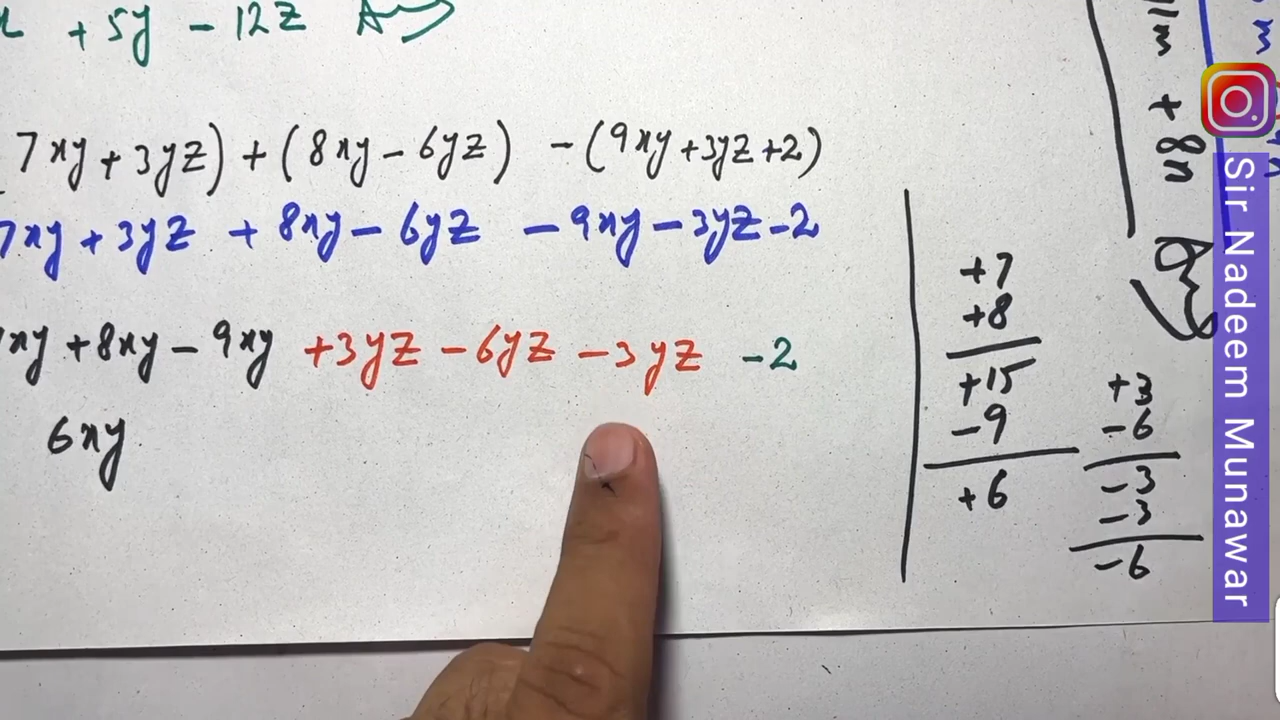 +5y - 12z
7xy + 3yz) + (8xy - 6yz) - (9xy + 3yz + 2)
7xy + 3yz + 8xy - 6yz - 9xy - 3yz - 2
xy + 8xy - 9xy + 3yz - 6yz - 3yz - 2
6xy
+7
+8
+15
-9
+6
+3
-6
-3
-3
-6
+ 8n
Sir Nadeem Munawar